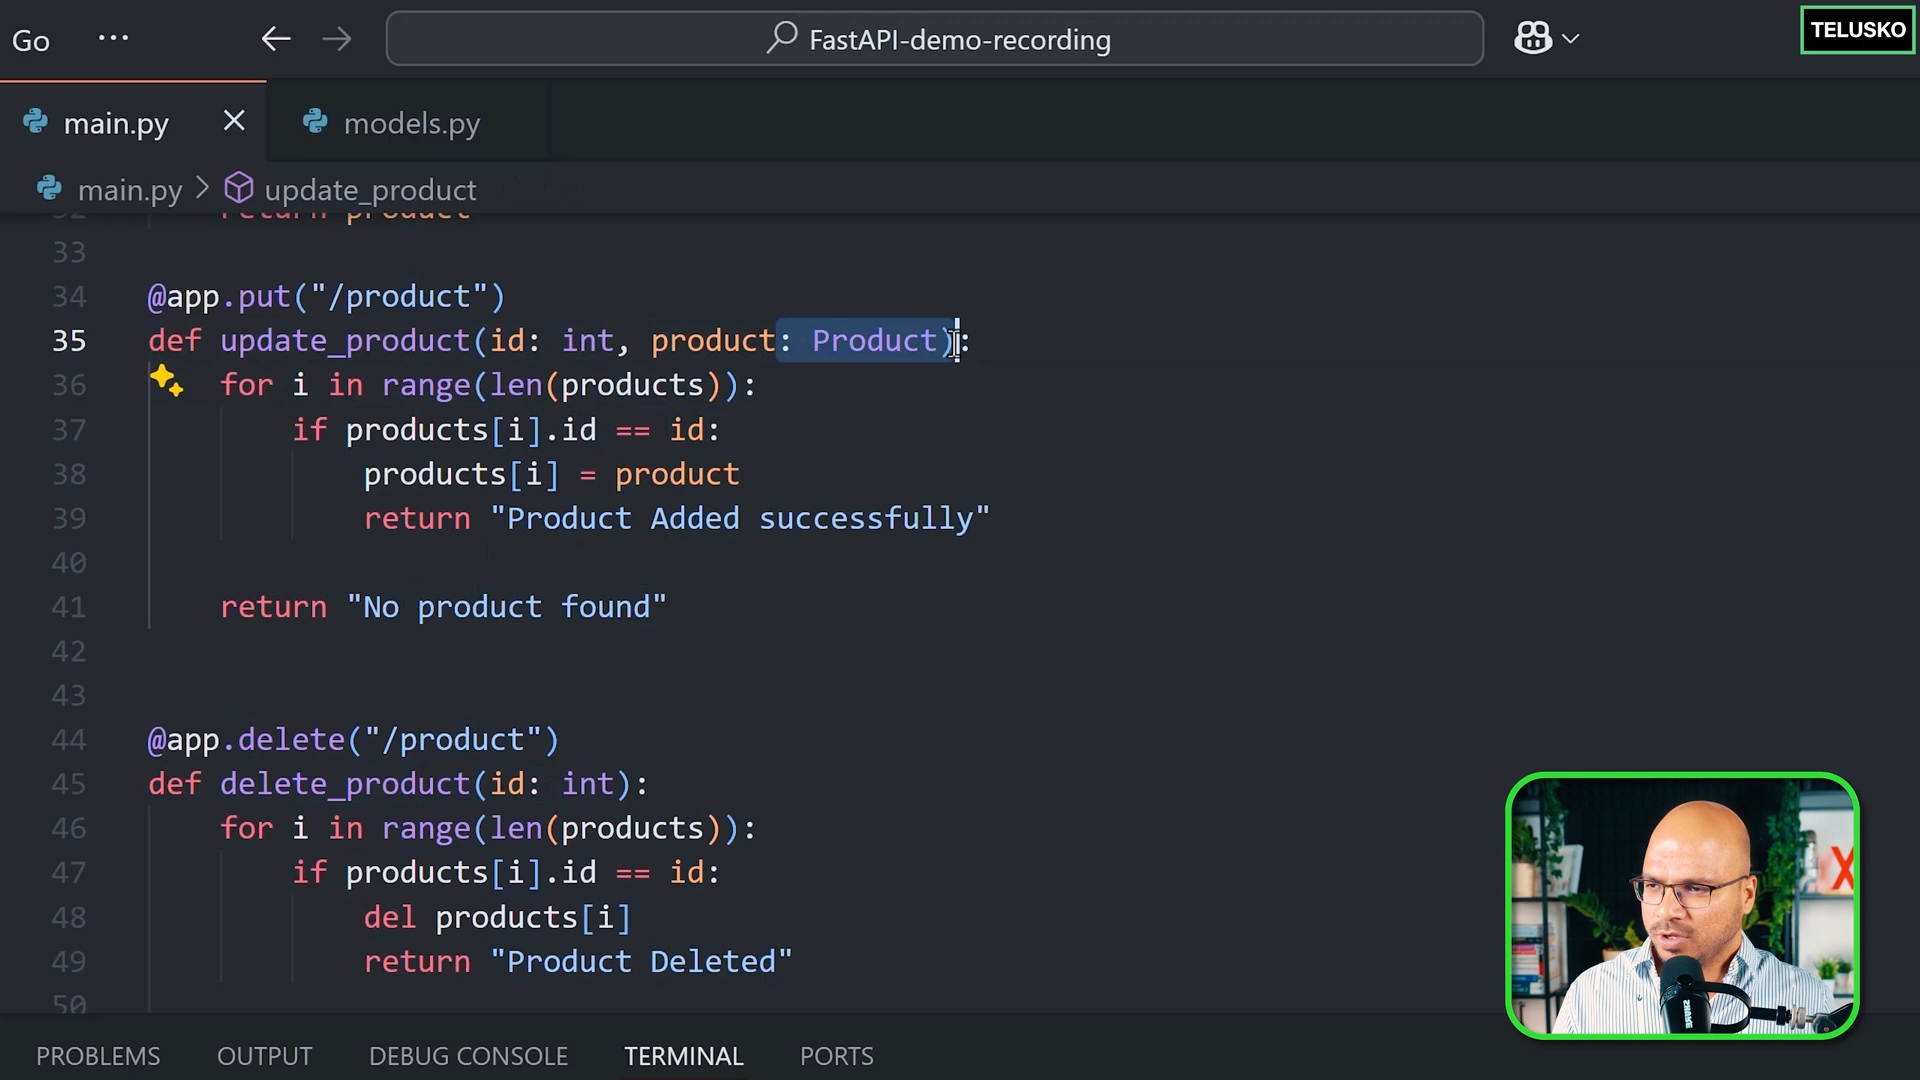 Go ··· FastAPI-demo-recording TELUSKO
main.py models.py
main.py > update_product
32 return product
33
34 @app.put("/product")
35 def update_product(id: int, product: Product):
36 for i in range(len(products)):
37 if products[i].id == id:
38 products[i] = product
39 return "Product Added successfully"
40
41 return "No product found"
42
43
44 @app.delete("/product")
45 def delete_product(id: int):
46 for i in range(len(products)):
47 if products[i].id == id:
48 del products[i]
49 return "Product Deleted"
50
PROBLEMS OUTPUT DEBUG CONSOLE TERMINAL PORTS